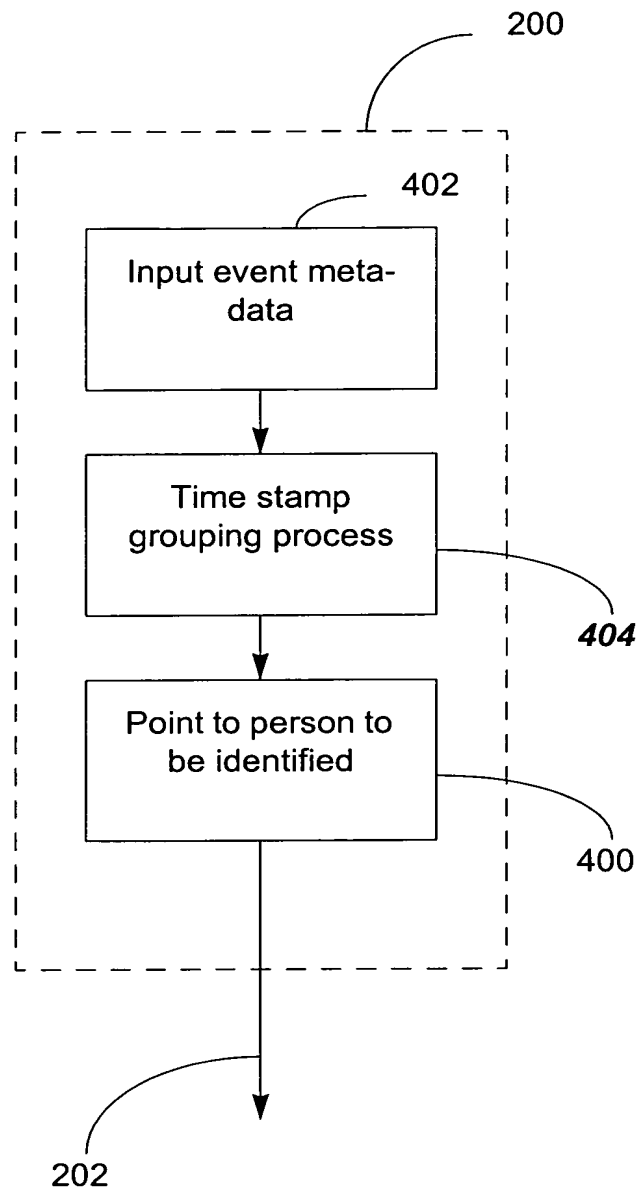 200
402
Input event meta-
data
Time stamp
grouping process
404
Point to person to
be identified
400
202